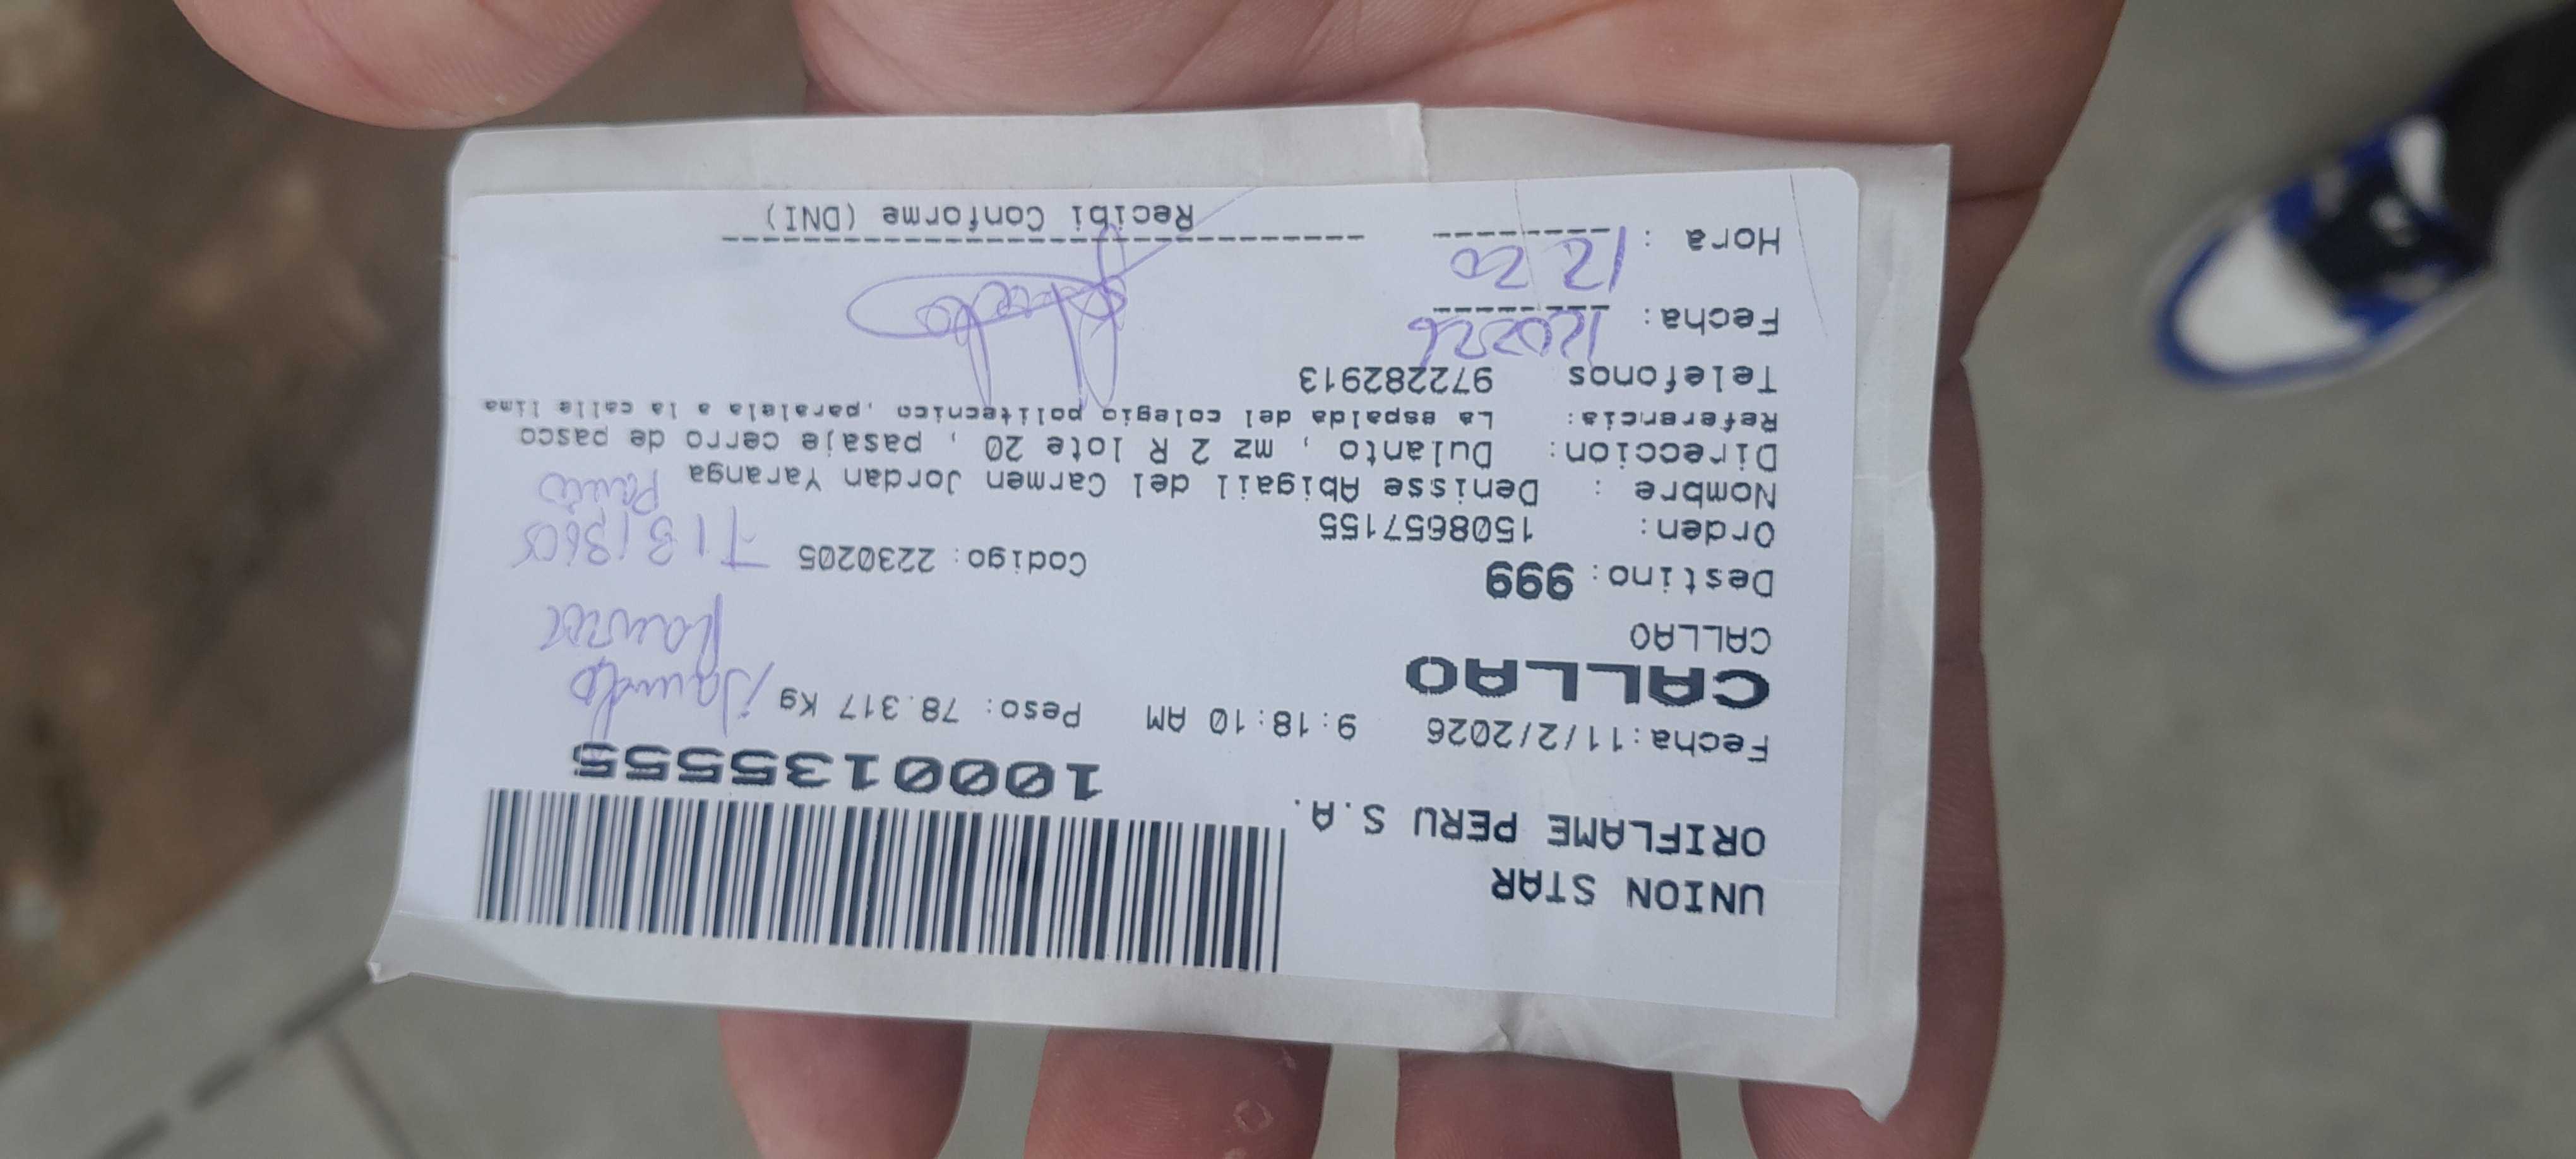 UNION STAR
ORIFLAME PERU S.A.
1000135555
Fecha:11/2/2026 9:18:10 AM Peso: 78.317 Kg
CALLAO
CALLAO
Destino: 999 Codigo: 2230205
Orden: 1508657155
Nombre : Denisse Abigail del Carmen Jordan Yaranga
Direccion: Dulanto , mz 2 R lote 20 , pasaje cerro de pasco
Referencia: La espalda del colegio politecnico ,paralela a la calle lima
Telefonos 972282913
Fecha: 120226
Hora : 12 20
Recibi Conforme (DNI)